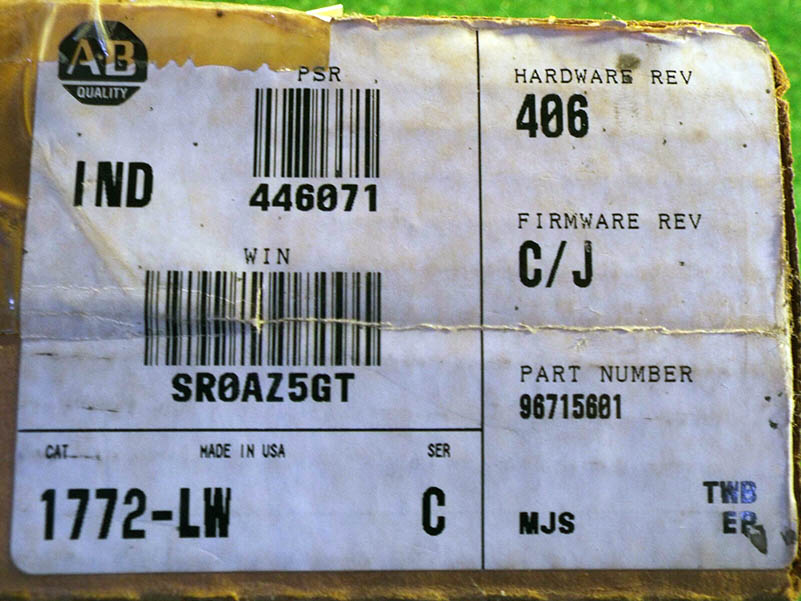 AB
QUALITY
PSR
446071
IND
WIN
SR0AZ5GT
CAT
MADE IN USA
SER
1772-LW
C
HARDWARE REV
406
FIRMWARE REV
C/J
PART NUMBER
96715601
MJS
TWB
EP